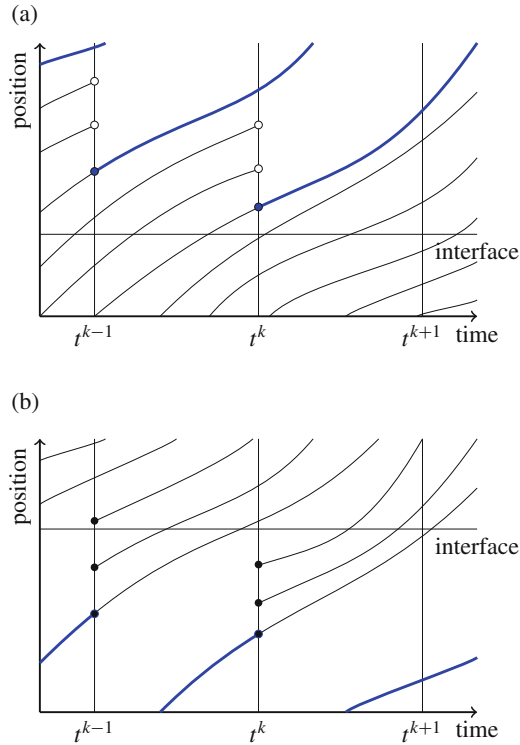 (a)
position
interface
t^{k−1} t^k t^{k+1} time
(b)
position
interface
t^{k−1} t^k t^{k+1} time